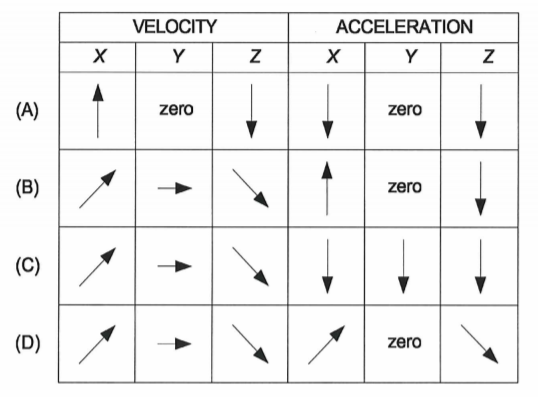 VELOCITY ACCELERATION
X Y Z X Y Z
(A) zero zero
(B) zero
(C)
(D) zero